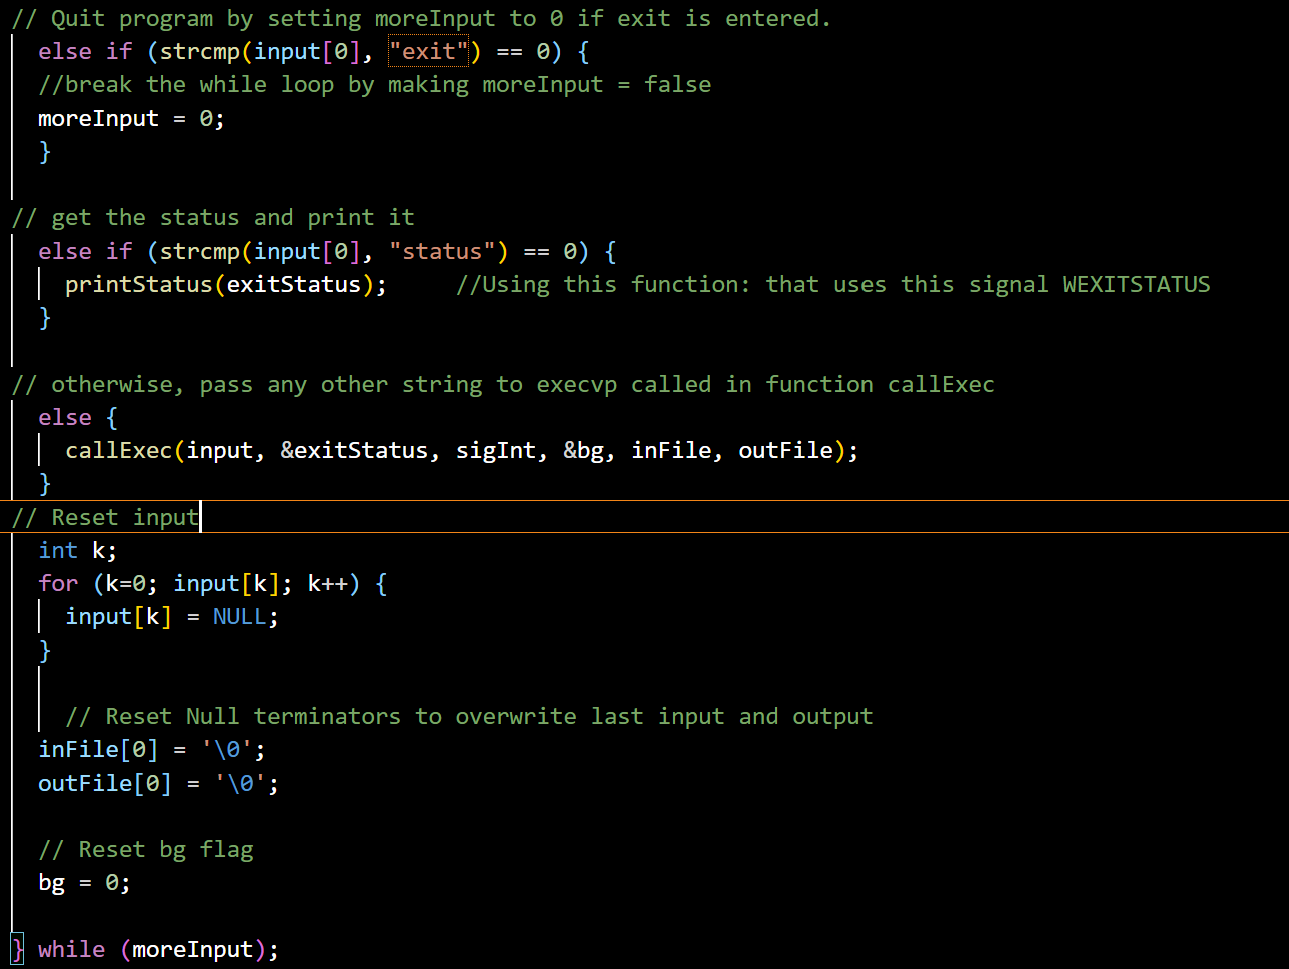 // Quit program by setting moreInput to 0 if exit is entered.
else if (strcmp(input[0], "exit") == 0) {
//break the while loop by making moreInput = false
moreInput = 0;
}
// get the status and print it
else if (strcmp(input[0], "status") == 0) {
printStatus(exitStatus);     //Using this function: that uses this signal WEXITSTATUS
}
// otherwise, pass any other string to execvp called in function callExec
else {
callExec(input, &exitStatus, sigInt, &bg, inFile, outFile);
}
// Reset input
int k;
for (k=0; input[k]; k++) {
input[k] = NULL;
}
// Reset Null terminators to overwrite last input and output
inFile[0] = '\0';
outFile[0] = '\0';
// Reset bg flag
bg = 0;
} while (moreInput);